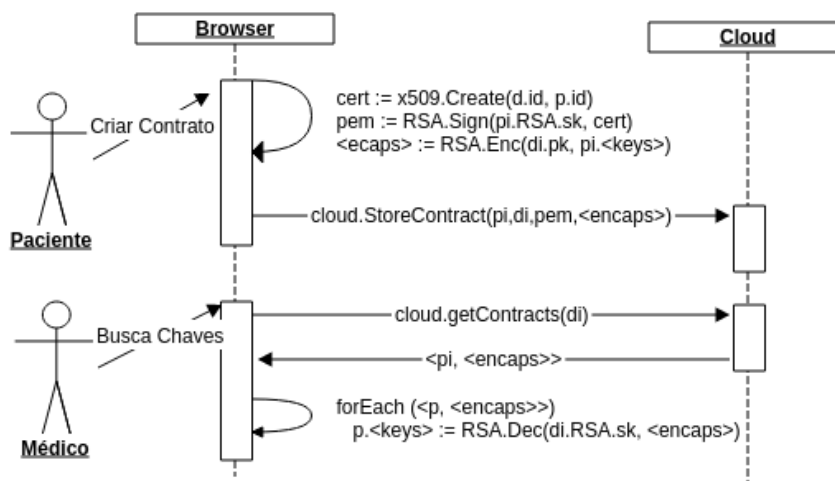 Browser
Cloud
cert := x509.Create(d.id, p.id)
pem := RSA.Sign(pi.RSA.sk, cert)
<ecaps> := RSA.Enc(di.pk, pi.<keys>)
Criar Contrato
cloud.StoreContract(pi,di,pem,<encaps>)
Paciente
cloud.getContracts(di)
Busca Chaves
<pi, <encaps>>
forEach (<p, <encaps>>)
p.<keys> := RSA.Dec(di.RSA.sk, <encaps>)
Médico